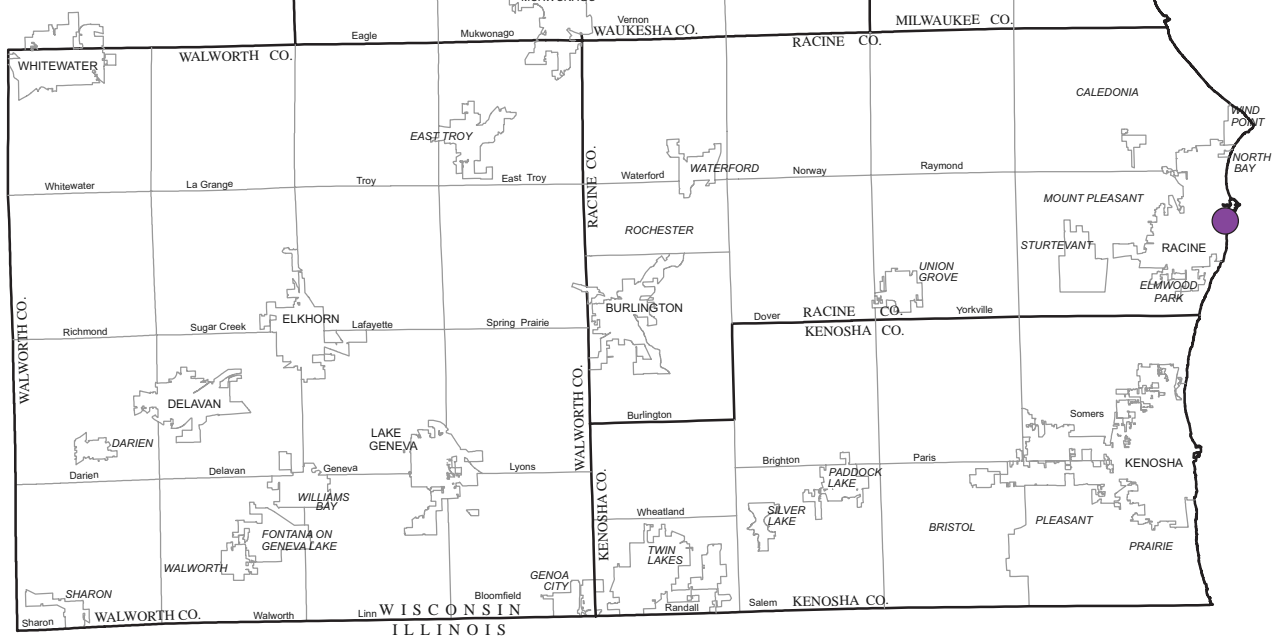 Vernon
MILWAUKEE CO.
Eagle
Mukwonago
WAUKESHA CO.
WALWORTH CO.
RACINE CO.
WHITEWATER
CALEDONIA
WIND
POINT
EAST TROY
RACINE CO.
WATERFORD
NORTH
BAY
Whitewater
La Grange
Troy
East Troy
Waterford
Norway
Raymond
MOUNT PLEASANT
ROCHESTER
STURTEVANT
RACINE
UNION
GROVE
ELMWOOD
PARK
BURLINGTON
ELKHORN
WALWORTH CO.
Richmond
Sugar Creek
Lafayette
Spring Prairie
Dover
RACINE CO.
Yorkville
KENOSHA CO.
DELAVAN
WALWORTH CO.
Burlington
Somers
LAKE
GENEVA
DARIEN
Darien
Delavan
Geneva
Lyons
Brighton
Paris
KENOSHA
PADDOCK
LAKE
WILLIAMS
BAY
KENOSHA CO.
Wheatland
SILVER
LAKE
BRISTOL
PLEASANT
PRAIRIE
FONTANA ON
GENEVA LAKE
TWIN
LAKES
WALWORTH
GENOA
CITY
SHARON
Bloomfield
Sharon
WALWORTH CO.
Walworth
Linn
WISCONSIN
Randall
Salem
KENOSHA CO.
ILLINOIS